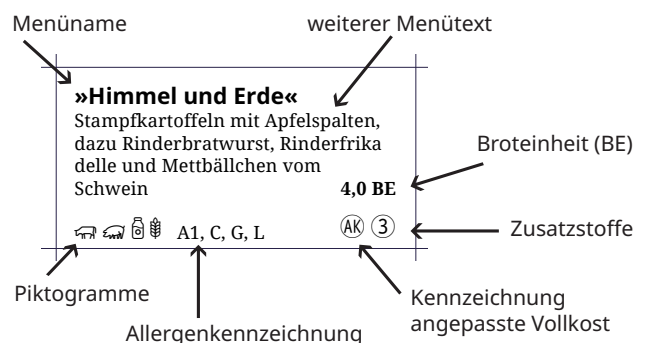 Menüname
weiterer Menütext
»Himmel und Erde«
Stampfkartoffeln mit Apfelspalten,
dazu Rinderbratwurst, Rinderfrika
delle und Mettbällchen vom
Schwein 4,0 BE
Broteinheit (BE)
A1, C, G, L AK 3
Zusatzstoffe
Piktogramme
Kennzeichnung
angepasste Vollkost
Allergenkennzeichnung